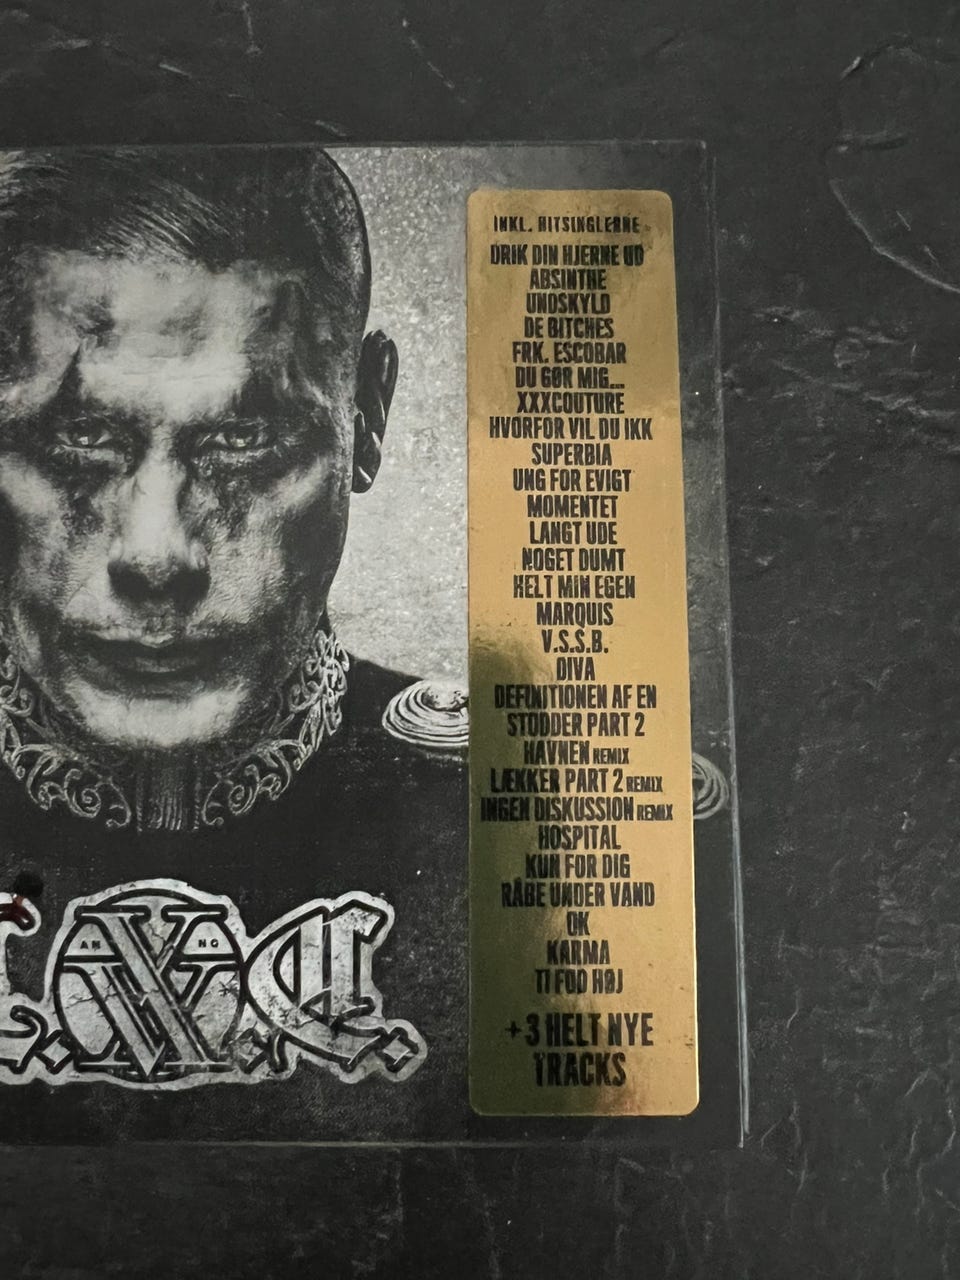 INKL. HITSINGLERNE
DRIK DIN HJERNE UD
ABSINTHE
UNDSKYLD
DE BITCHES
FRK. ESCOBAR
DU GØR MIG...
XXXCOUTURE
HVORFOR VIL DU IKK
SUPERBIA
UNG FOR EVIGT
MOMENTET
LANGT UDE
NOGET DUMT
HELT MIN EGEN
MARQUIS
V.S.S.B.
DIVA
DEFINITIONEN AF EN
STODDER PART 2
HAVNEN REMIX
LÆKKER PART 2 REMIX
INGEN DISKUSSION REMIX
HOSPITAL
KUN FOR DIG
RÅBE UNDER VAND
OK
KARMA
TI FOD HØJ
+3 HELT NYE
TRACKS